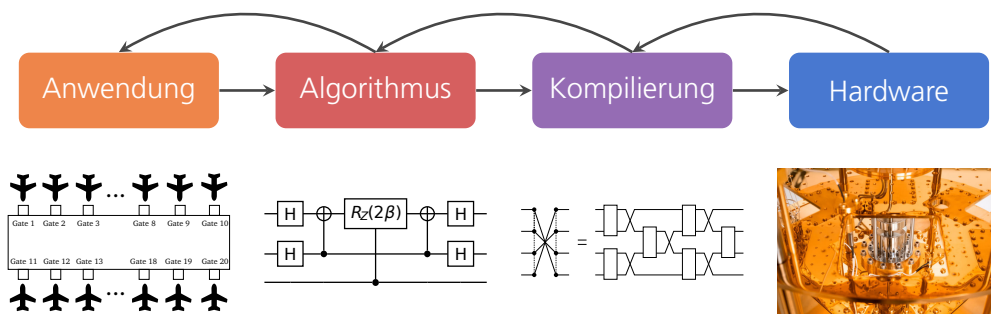 Anwendung
Algorithmus
Kompilierung
Hardware
...
Gate 1 Gate 2 Gate 3 Gate 8 Gate 9 Gate 10
Gate 11 Gate 12 Gate 13 Gate 18 Gate 19 Gate 20
...
H R_Z(2β) H
H H
=